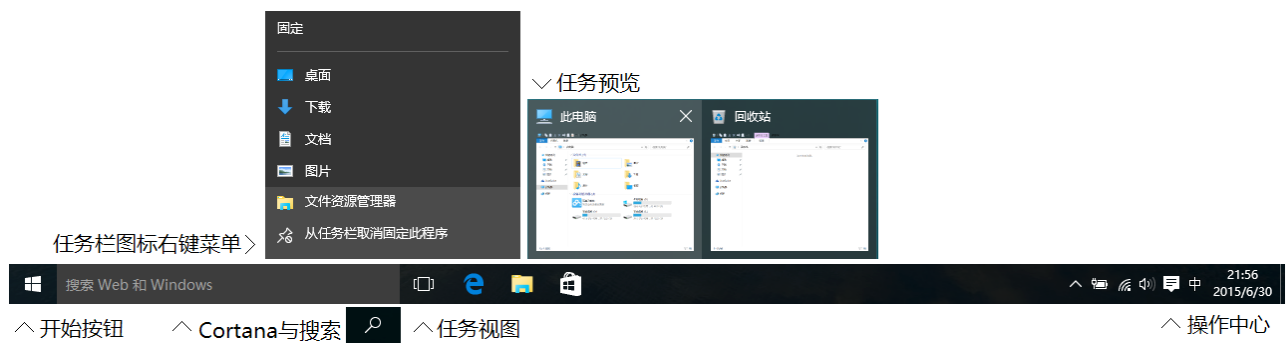 固定
桌面
下载
文档
图片
文件资源管理器
从任务栏取消固定此程序
任务栏图标右键菜单
任务预览
此电脑
回收站
搜索 Web 和 Windows
中
21:56
2015/6/30
开始按钮
Cortana与搜索
任务视图
操作中心